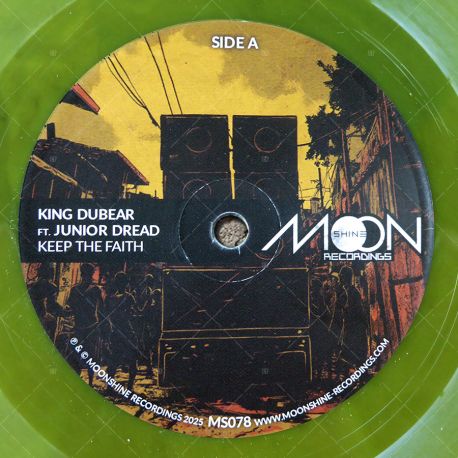 SIDE A
KING DUBEAR
FT. JUNIOR DREAD
KEEP THE FAITH
MOON
SHINE
RECORDINGS
℗ & © MOONSHINE RECORDINGS 2025 MS078 WWW.MOONSHINE-RECORDINGS.COM